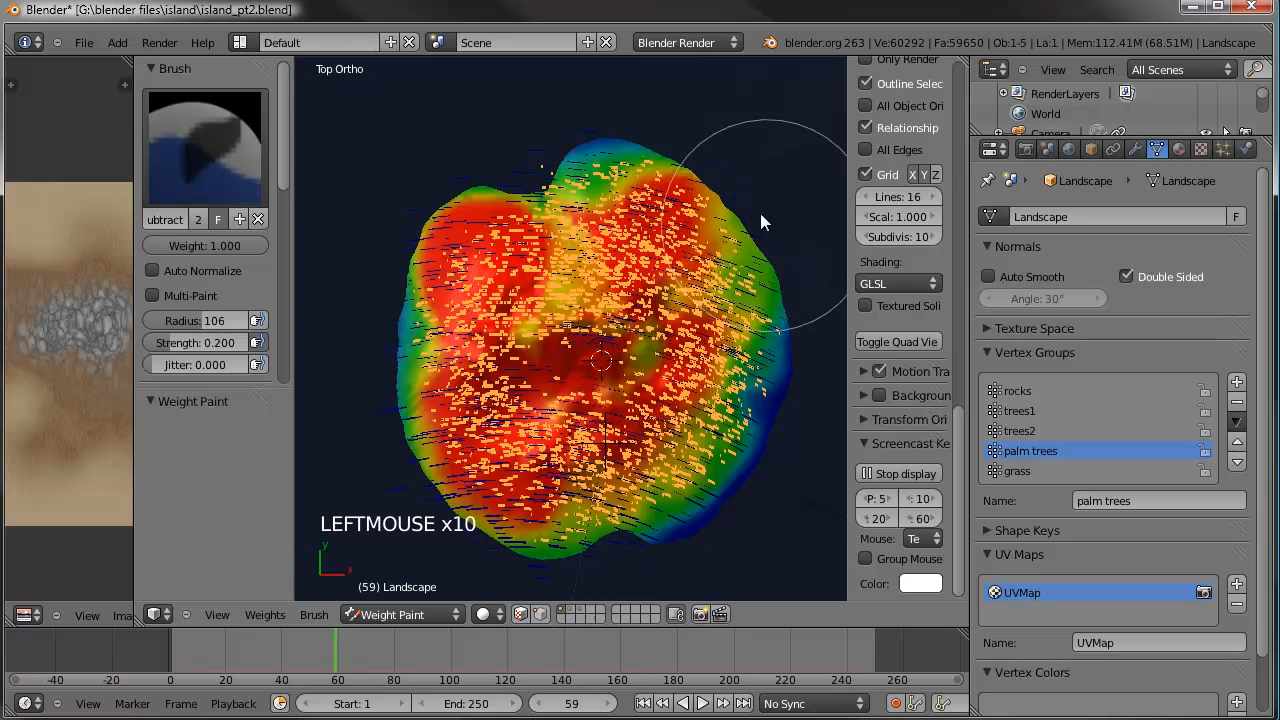 Blender* [G:\blender files\island\island_pt2.blend]
File Add Render Help Default Scene Blender Render blender.org 263 | Ve:60292 | Fa:59650 | Ob:1-5 | La:1 | Mem:112.41M (68.51M) | Landscape
Brush
Top Ortho
Only Render
Outline Selec
All Object Ori
Relationship
All Edges
Grid X Y Z
Lines: 16
Scal: 1.000
Subdivis: 10
Shading:
GLSL
Textured Soli
Toggle Quad Vie
Motion Tra
Backgroun
Transform Ori
Screencast Ke
Stop display
P: 5 10
20 60
Mouse: Te
Group Mouse
Color:
ubtract 2 F
Weight: 1.000
Auto Normalize
Multi-Paint
Radius: 106
Strength: 0.200
Jitter: 0.000
Weight Paint
LEFTMOUSE x10
y
x
(59) Landscape
View Search All Scenes
RenderLayers
World
Camera
Landscape Landscape
Landscape F
Normals
Auto Smooth Double Sided
Angle: 30°
Texture Space
Vertex Groups
rocks
trees1
trees2
palm trees
grass
Name: palm trees
Shape Keys
UV Maps
UVMap
Name: UVMap
Vertex Colors
View Ima View Weights Brush Weight Paint
-40 -20 0 20 40 60 80 100 120 140 160 180 200 220 240 260
View Marker Frame Playback Start: 1 End: 250 59 No Sync